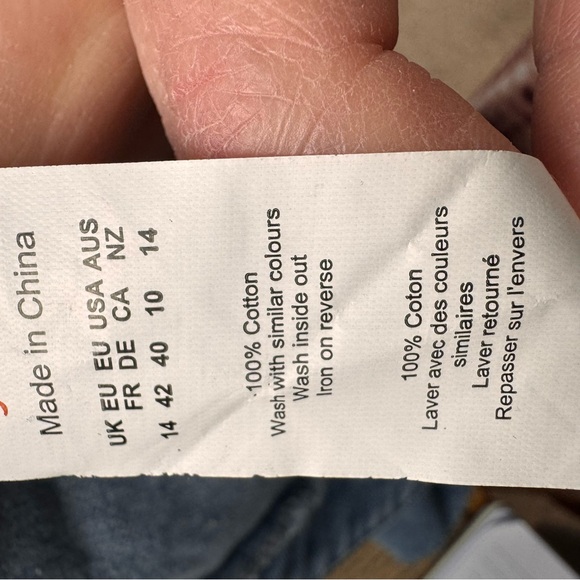 Made in China
UK EU EU USA AUS
FR DE CA NZ
14 42 40 10 14
100% Cotton
Wash with similar colours
Wash inside out
Iron on reverse
100% Coton
Laver avec des couleurs
similaires
Laver retourné
Repasser sur l'envers